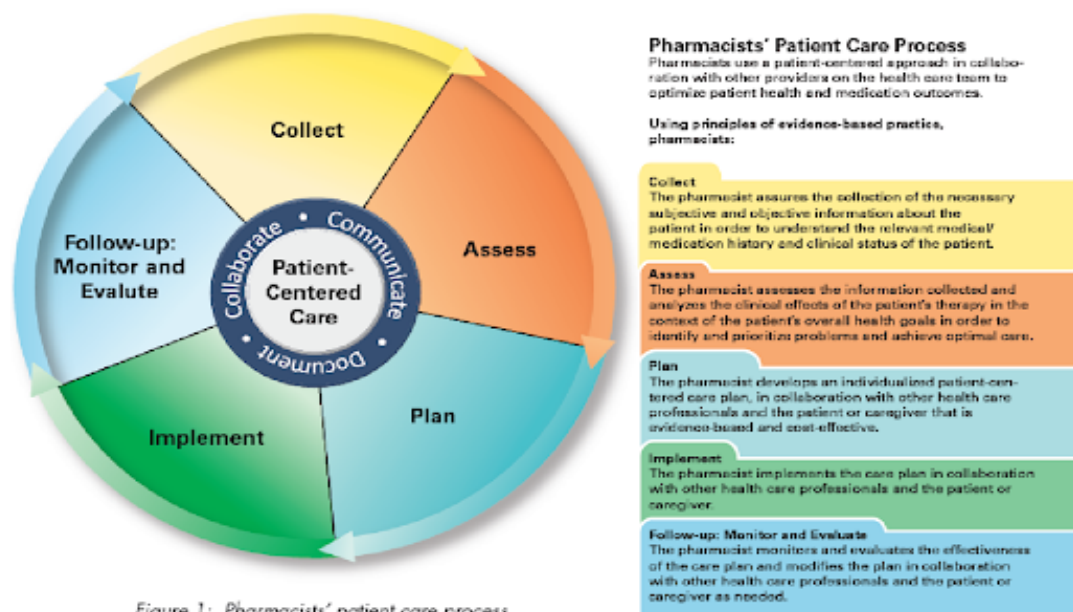 Collect
Assess
Plan
Implement
Follow-up:
Monitor and
Evalute
Collaborate • Communicate • Document •
Patient-
Centered
Care
Figure 1: Pharmacists' patient care process
Pharmacists' Patient Care Process
Pharmacists use a patient-centered approach in collabo-
ration with other providers on the health care team to
optimize patient health and medication outcomes.
Using principles of evidence-based practice,
pharmacists:
Collect
The pharmacist assures the collection of the necessary
subjective and objective information about the
patient in order to understand the relevant medical/
medication history and clinical status of the patient.
Assess
The pharmacist assesses the information collected and
analyzes the clinical effects of the patient's therapy in the
context of the patient's overall health goals in order to
identify and prioritize problems and achieve optimal care.
Plan
The pharmacist develops an individualized patient-cen-
tered care plan, in collaboration with other health care
professionals and the patient or caregiver that is
evidence-based and cost-effective.
Implement
The pharmacist implements the care plan in collaboration
with other health care professionals and the patient or
caregiver.
Follow-up: Monitor and Evaluate
The pharmacist monitors and evaluates the effectiveness
of the care plan and modifies the plan in collaboration
with other health care professionals and the patient or
caregiver as needed.